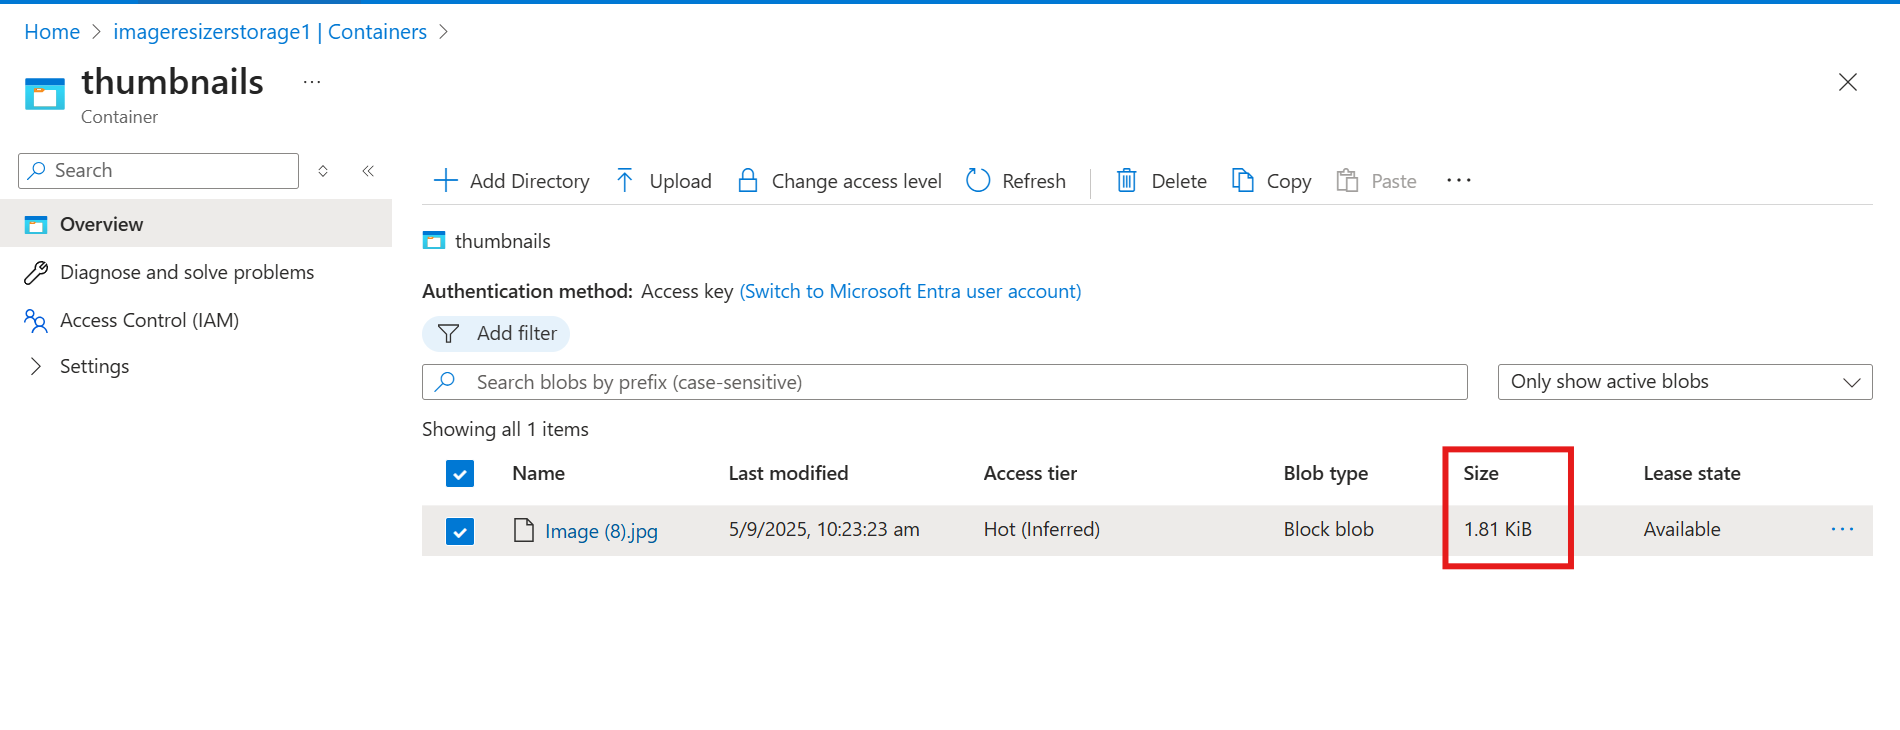 Home > imageresizerstorage1 | Containers >
thumbnails ...
Container
Search
Overview
Diagnose and solve problems
Access Control (IAM)
Settings
Add Directory Upload Change access level Refresh Delete Copy Paste ...
thumbnails
Authentication method: Access key (Switch to Microsoft Entra user account)
Add filter
Search blobs by prefix (case-sensitive) Only show active blobs
Showing all 1 items
Name Last modified Access tier Blob type Size Lease state
Image (8).jpg 5/9/2025, 10:23:23 am Hot (Inferred) Block blob 1.81 KiB Available ...